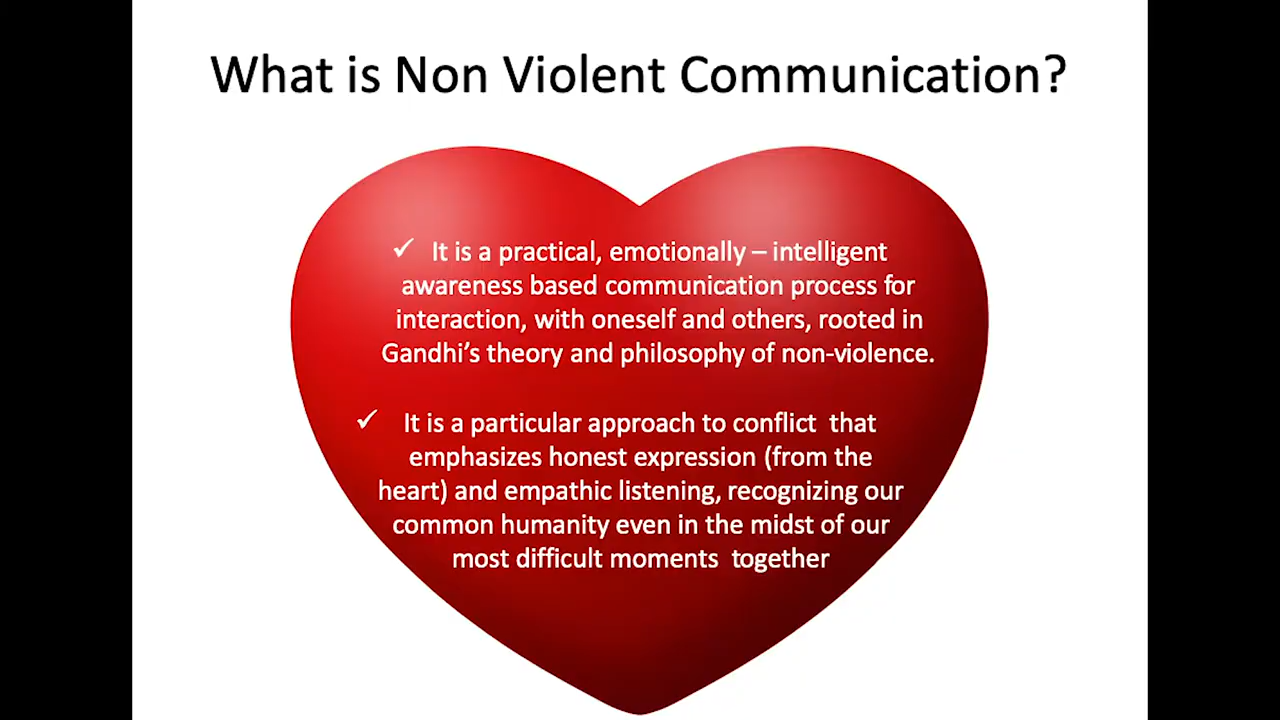 What is Non Violent Communication?
✓ It is a practical, emotionally – intelligent
awareness based communication process for
interaction, with oneself and others, rooted in
Gandhi’s theory and philosophy of non-violence.
✓ It is a particular approach to conflict that
emphasizes honest expression (from the
heart) and empathic listening, recognizing our
common humanity even in the midst of our
most difficult moments together